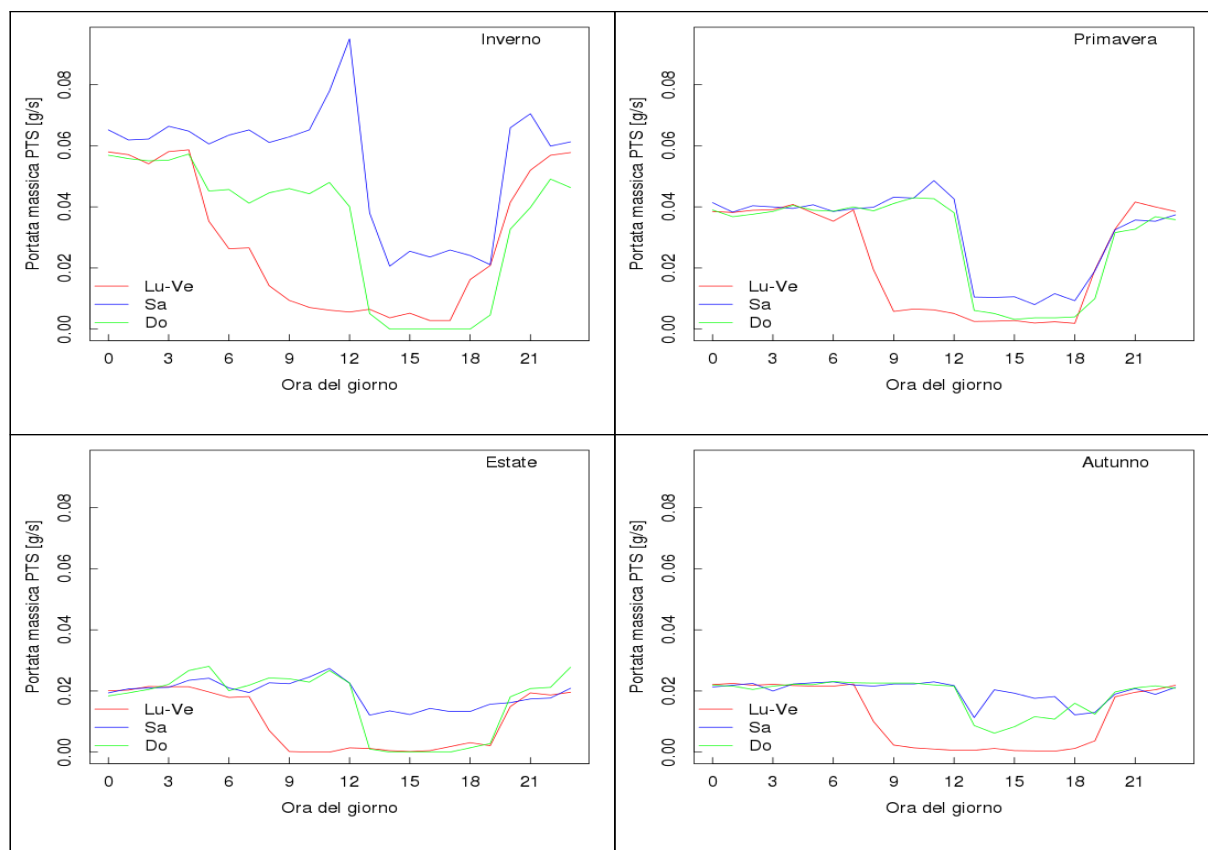 Inverno
Portata massica PTS [g/s]
0.08
0.06
0.04
0.02
0.00
Lu-Ve
Sa
Do
0 3 6 9 12 15 18 21
Ora del giorno
Primavera
Portata massica PTS [g/s]
0.08
0.06
0.04
0.02
0.00
Lu-Ve
Sa
Do
0 3 6 9 12 15 18 21
Ora del giorno
Estate
Portata massica PTS [g/s]
0.08
0.06
0.04
0.02
0.00
Lu-Ve
Sa
Do
0 3 6 9 12 15 18 21
Ora del giorno
Autunno
Portata massica PTS [g/s]
0.08
0.06
0.04
0.02
0.00
Lu-Ve
Sa
Do
0 3 6 9 12 15 18 21
Ora del giorno